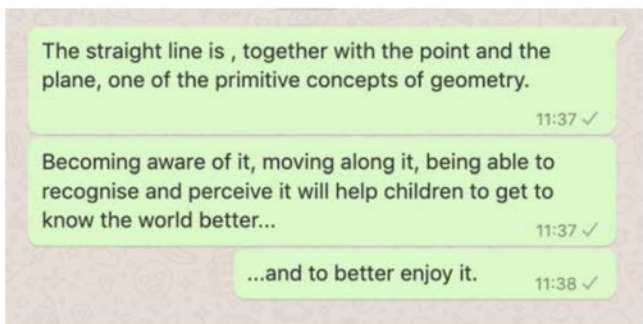 The straight line is , together with the point and the
plane, one of the primitive concepts of geometry.
11:37
Becoming aware of it, moving along it, being able to
recognise and perceive it will help children to get to
know the world better...
11:37
...and to better enjoy it.
11:38